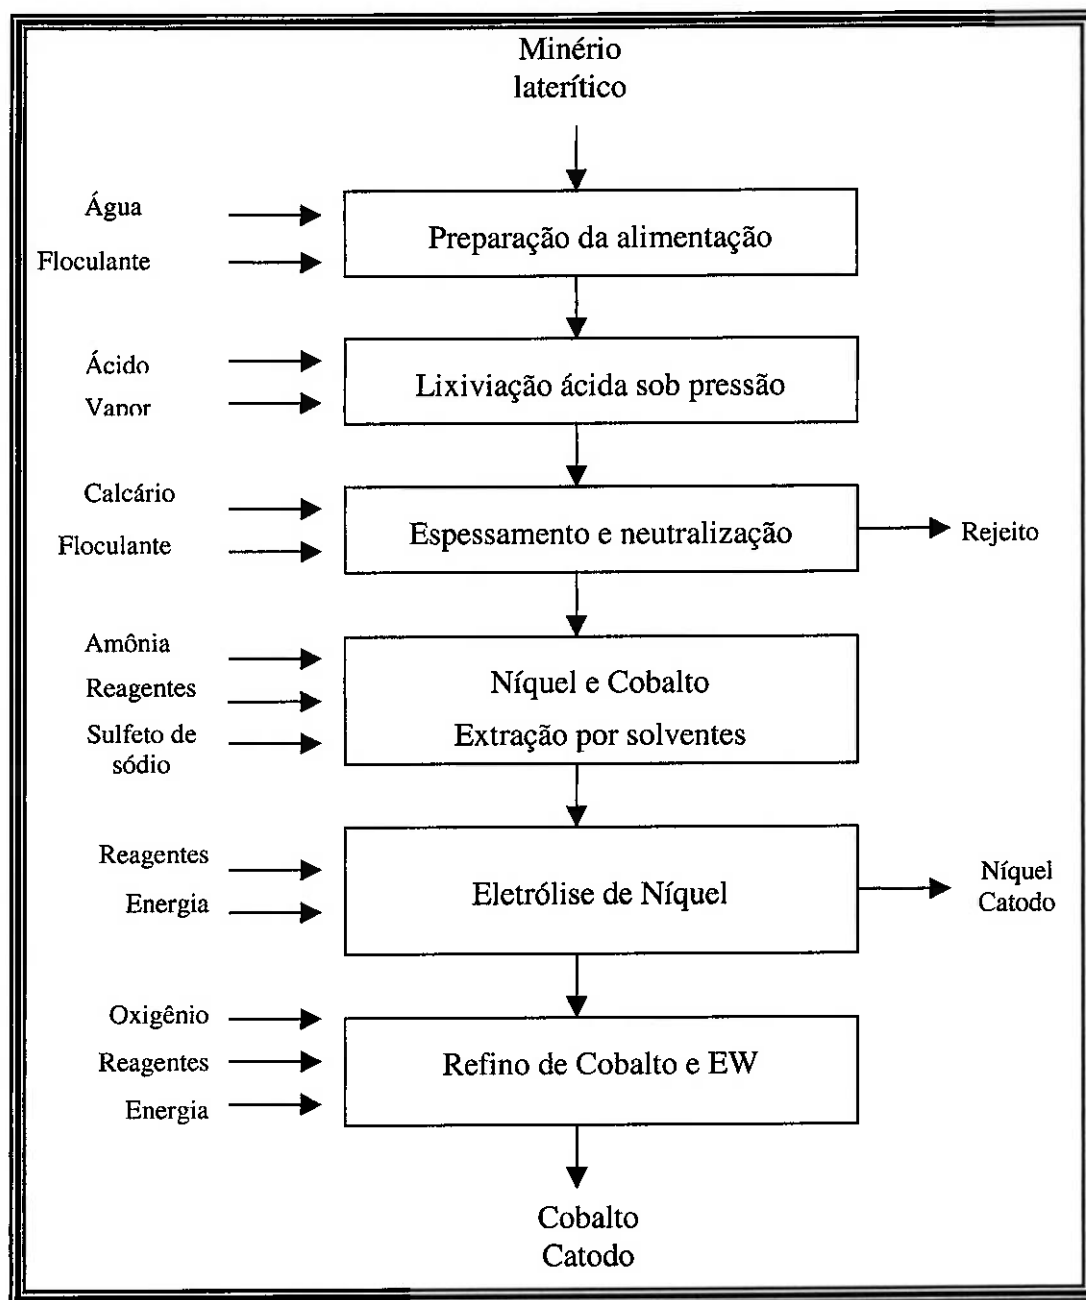 Minério
laterítico
Água
Floculante
Preparação da alimentação
Ácido
Vapor
Lixiviação ácida sob pressão
Calcário
Floculante
Espessamento e neutralização
Rejeito
Amônia
Reagentes
Sulfeto de
sódio
Níquel e Cobalto
Extração por solventes
Reagentes
Energia
Eletrólise de Níquel
Níquel
Catodo
Oxigênio
Reagentes
Energia
Refino de Cobalto e EW
Cobalto
Catodo